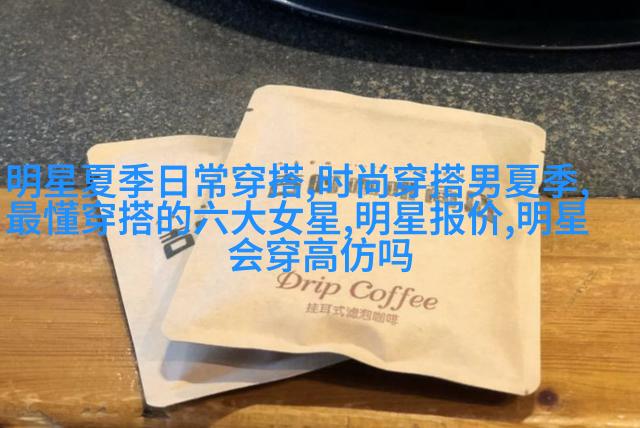 明星夏季日常穿搭,时尚穿搭男夏季,
最懂穿搭的六大女星,明星报价,明星
会穿高仿吗
Drip Coffee
挂耳式滤泡咖啡